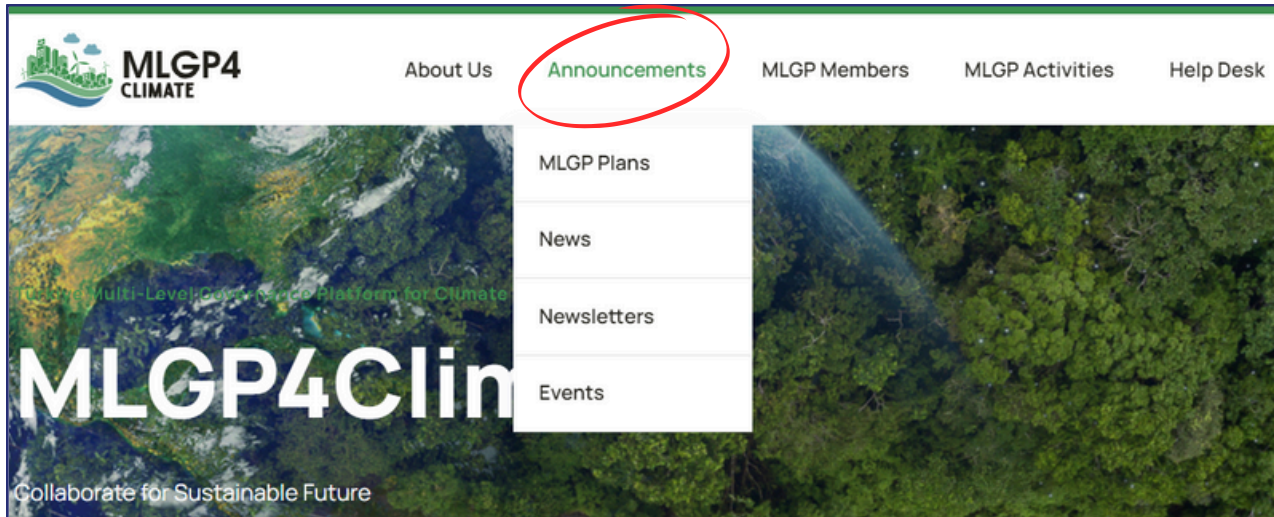 MLGP4
CLIMATE
About Us
Announcements
MLGP Members
MLGP Activities
Help Desk
MLGP Plans
News
Newsletters
Events
Multi-Level Governance Platform for Climate
MLGP4Clim
Collaborate for Sustainable Future